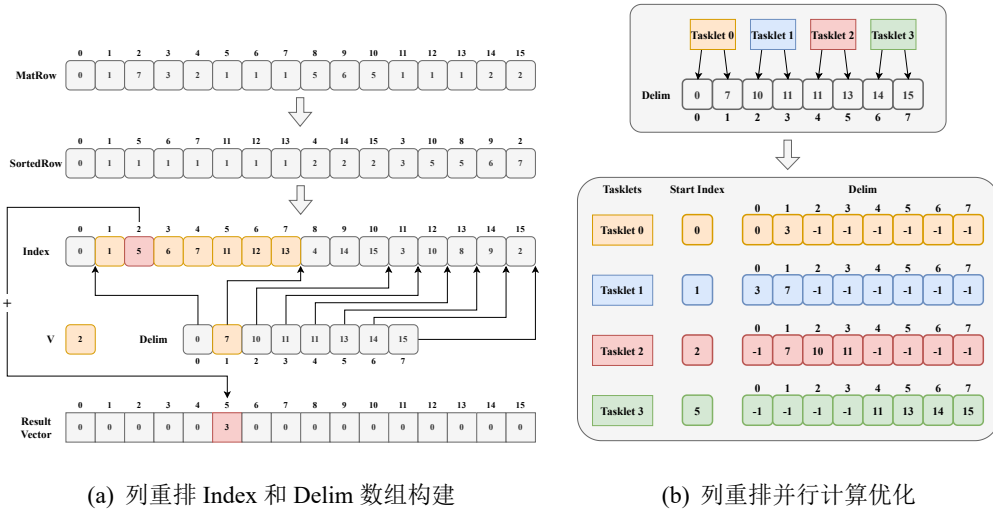 0 1 2 3 4 5 6 7 8 9 10 11 12 13 14 15
MatRow 0 1 7 3 2 1 1 1 5 6 5 1 1 1 2 2
0 1 5 6 7 11 12 13 4 14 15 3 10 8 9 2
SortedRow 0 1 1 1 1 1 1 1 2 2 2 3 5 5 6 7
0 1 2 3 4 5 6 7 8 9 10 11 12 13 14 15
Index 0 1 5 6 7 11 12 13 4 14 15 3 10 8 9 2
+
V 2 Delim 0 7 10 11 11 13 14 15
0 1 2 3 4 5 6 7
0 1 2 3 4 5 6 7 8 9 10 11 12 13 14 15
Result
Vector
0 0 0 0 0 3 0 0 0 0 0 0 0 0 0 0
(a) 列重排 Index 和 Delim 数组构建
Tasklet 0 Tasklet 1 Tasklet 2 Tasklet 3
Delim 0 7 10 11 11 13 14 15
0 1 2 3 4 5 6 7
Tasklets Start Index Delim
0 1 2 3 4 5 6 7
Tasklet 0 0 0 3 -1 -1 -1 -1 -1 -1
0 1 2 3 4 5 6 7
Tasklet 1 1 3 7 -1 -1 -1 -1 -1 -1
0 1 2 3 4 5 6 7
Tasklet 2 2 -1 7 10 11 -1 -1 -1 -1
0 1 2 3 4 5 6 7
Tasklet 3 5 -1 -1 -1 -1 11 13 14 15
(b) 列重排并行计算优化